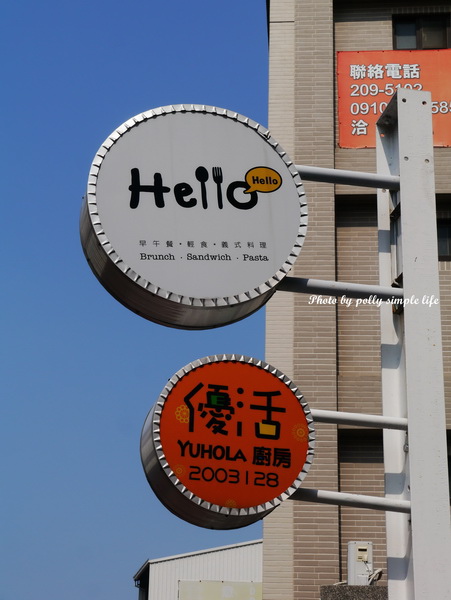 聯絡電話
209-5102
0910
洽
Hello
Hello
早午餐·輕食·義式料理
Brunch . Sandwich . Pasta
Photo by polly simple life
優活
YUHOLA 廚房
2003128